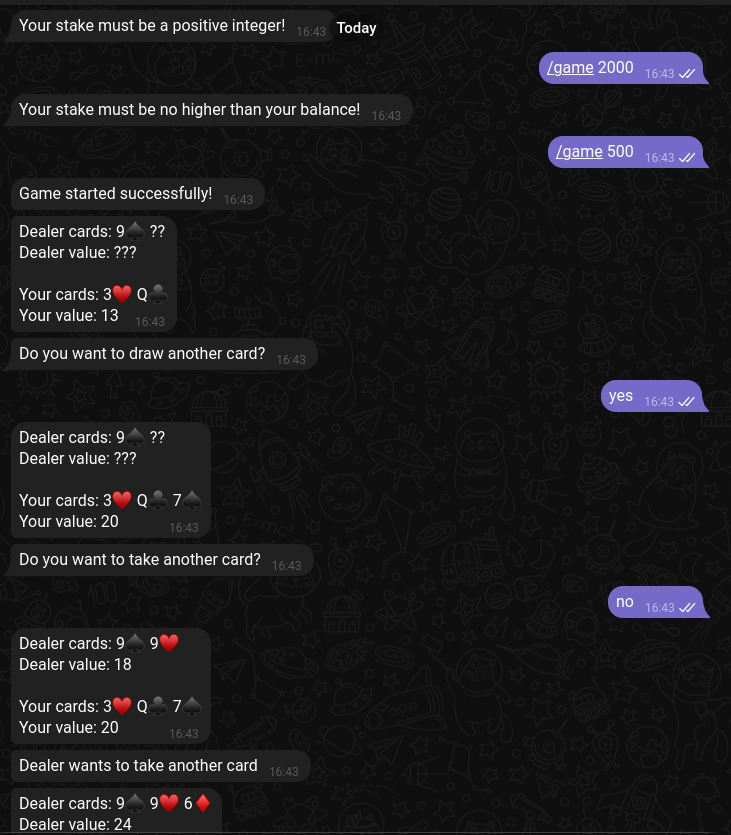 Your stake must be a positive integer! 16:43
Today
/game 2000 16:43
Your stake must be no higher than your balance! 16:43
/game 500 16:43
Game started successfully! 16:43
Dealer cards: 9♠️ ??
Dealer value: ???
Your cards: 3♥️ Q♣️
Your value: 13 16:43
Do you want to draw another card? 16:43
yes 16:43
Dealer cards: 9♠️ ??
Dealer value: ???
Your cards: 3♥️ Q♣️ 7♠️
Your value: 20 16:43
Do you want to take another card? 16:43
no 16:43
Dealer cards: 9♠️ 9♥️
Dealer value: 18
Your cards: 3♥️ Q♣️ 7♠️
Your value: 20 16:43
Dealer wants to take another card 16:43
Dealer cards: 9♠️ 9♥️ 6♦️
Dealer value: 24